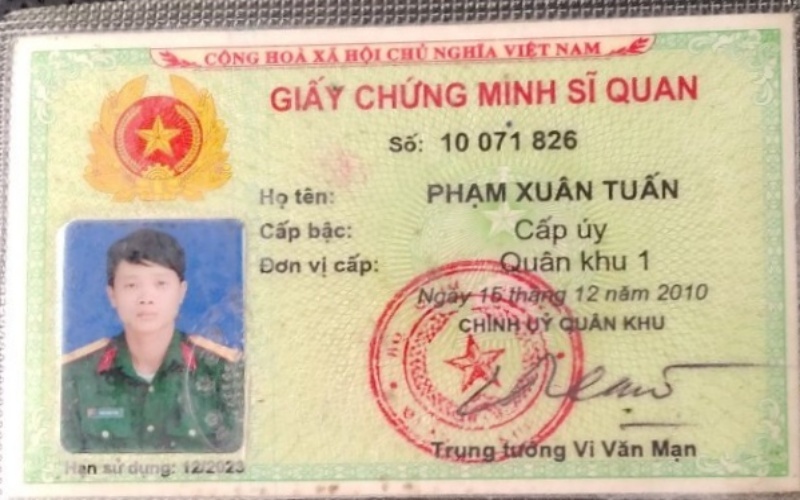 CỘNG HOÀ XÃ HỘI CHỦ NGHĨA VIỆT NAM
GIẤY CHỨNG MINH SĨ QUAN
Số: 10 071 826
Họ tên: PHẠM XUÂN TUẤN
Cấp bậc: Cấp úy
Đơn vị cấp: Quân khu 1
Ngày 15 tháng 12 năm 2010
CHÍNH UỶ QUÂN KHU
Trung tướng Vi Văn Mạn
Hạn sử dụng: 12/2023